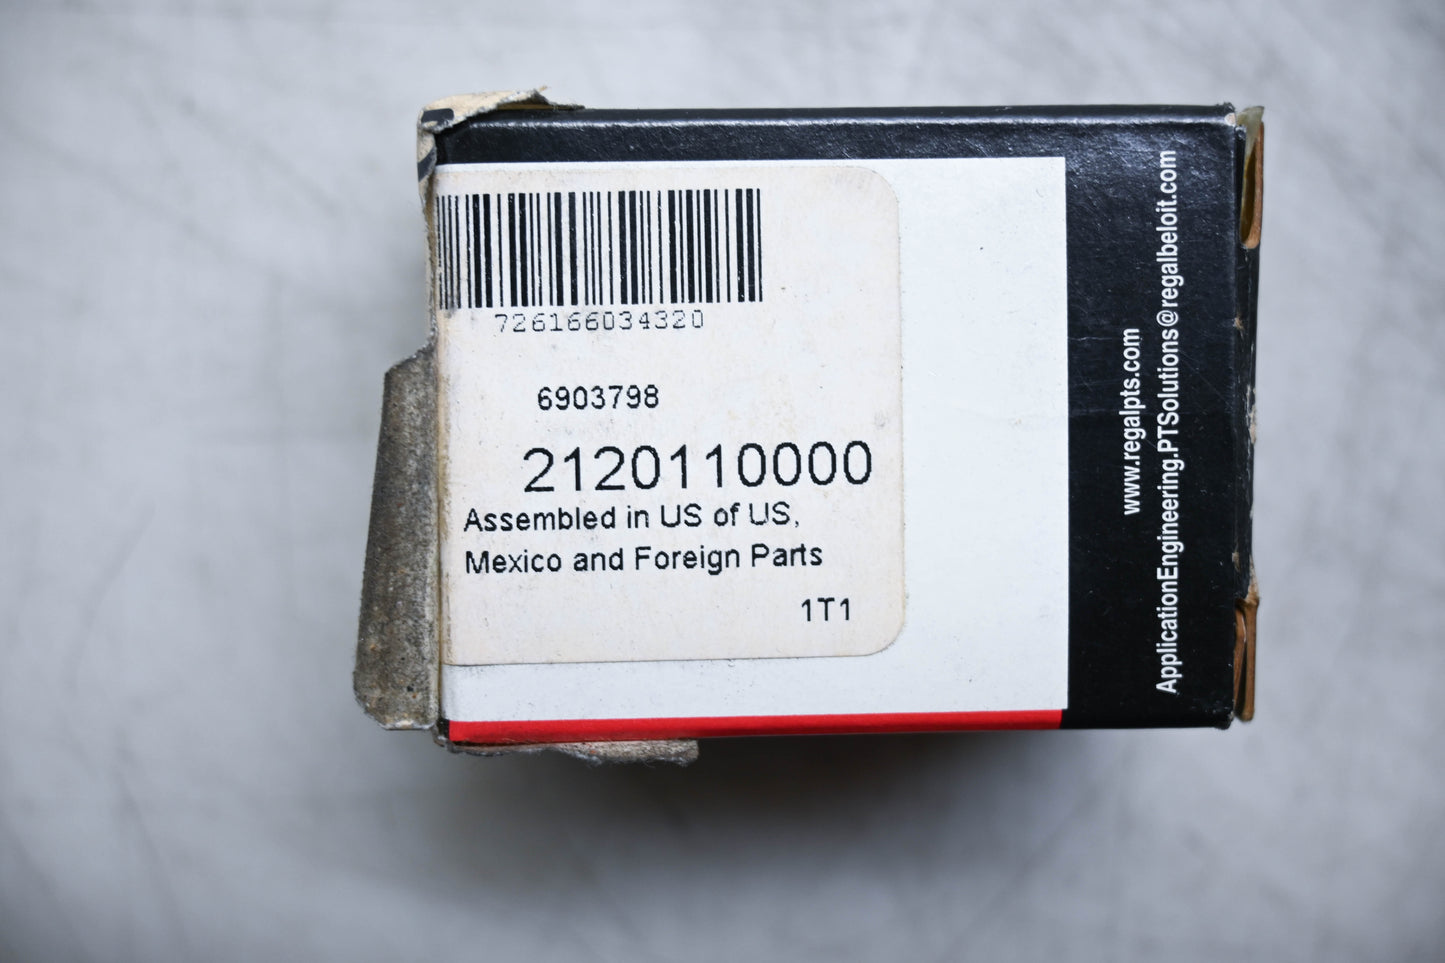 726166034320
6903798
2120110000
Assembled in US of US,
Mexico and Foreign Parts
1T1
www.regalpts.com
ApplicationEngineering.PTSolutions@regalbeloit.com